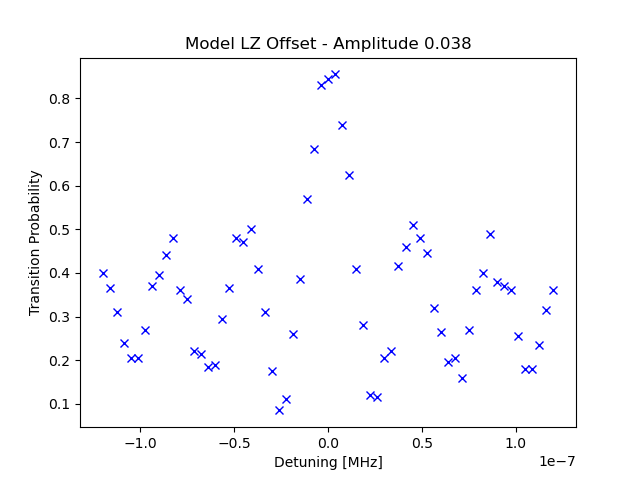 Model LZ Offset - Amplitude 0.038
Transition Probability
0.8
0.7
0.6
0.5
0.4
0.3
0.2
0.1
−1.0 −0.5 0.0 0.5 1.0
1e−7
Detuning [MHz]